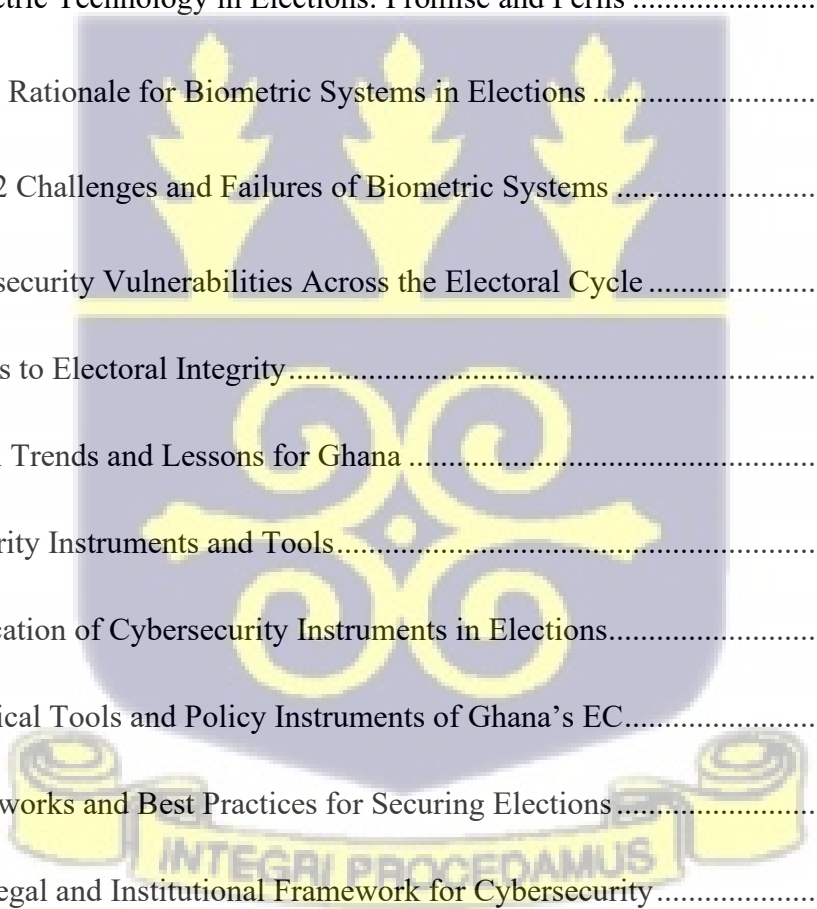 tric Technology in Elections: Promise and Perils ....................
Rationale for Biometric Systems in Elections ........................
2 Challenges and Failures of Biometric Systems ......................
security Vulnerabilities Across the Electoral Cycle ..................
s to Electoral Integrity............................................................
Trends and Lessons for Ghana ..............................................
rity Instruments and Tools......................................................
cation of Cybersecurity Instruments in Elections.......................
ical Tools and Policy Instruments of Ghana's EC.....................
works and Best Practices for Securing Elections .......................
INTEGRI PROCEDAMUS
egal and Institutional Framework for Cybersecurity ..................